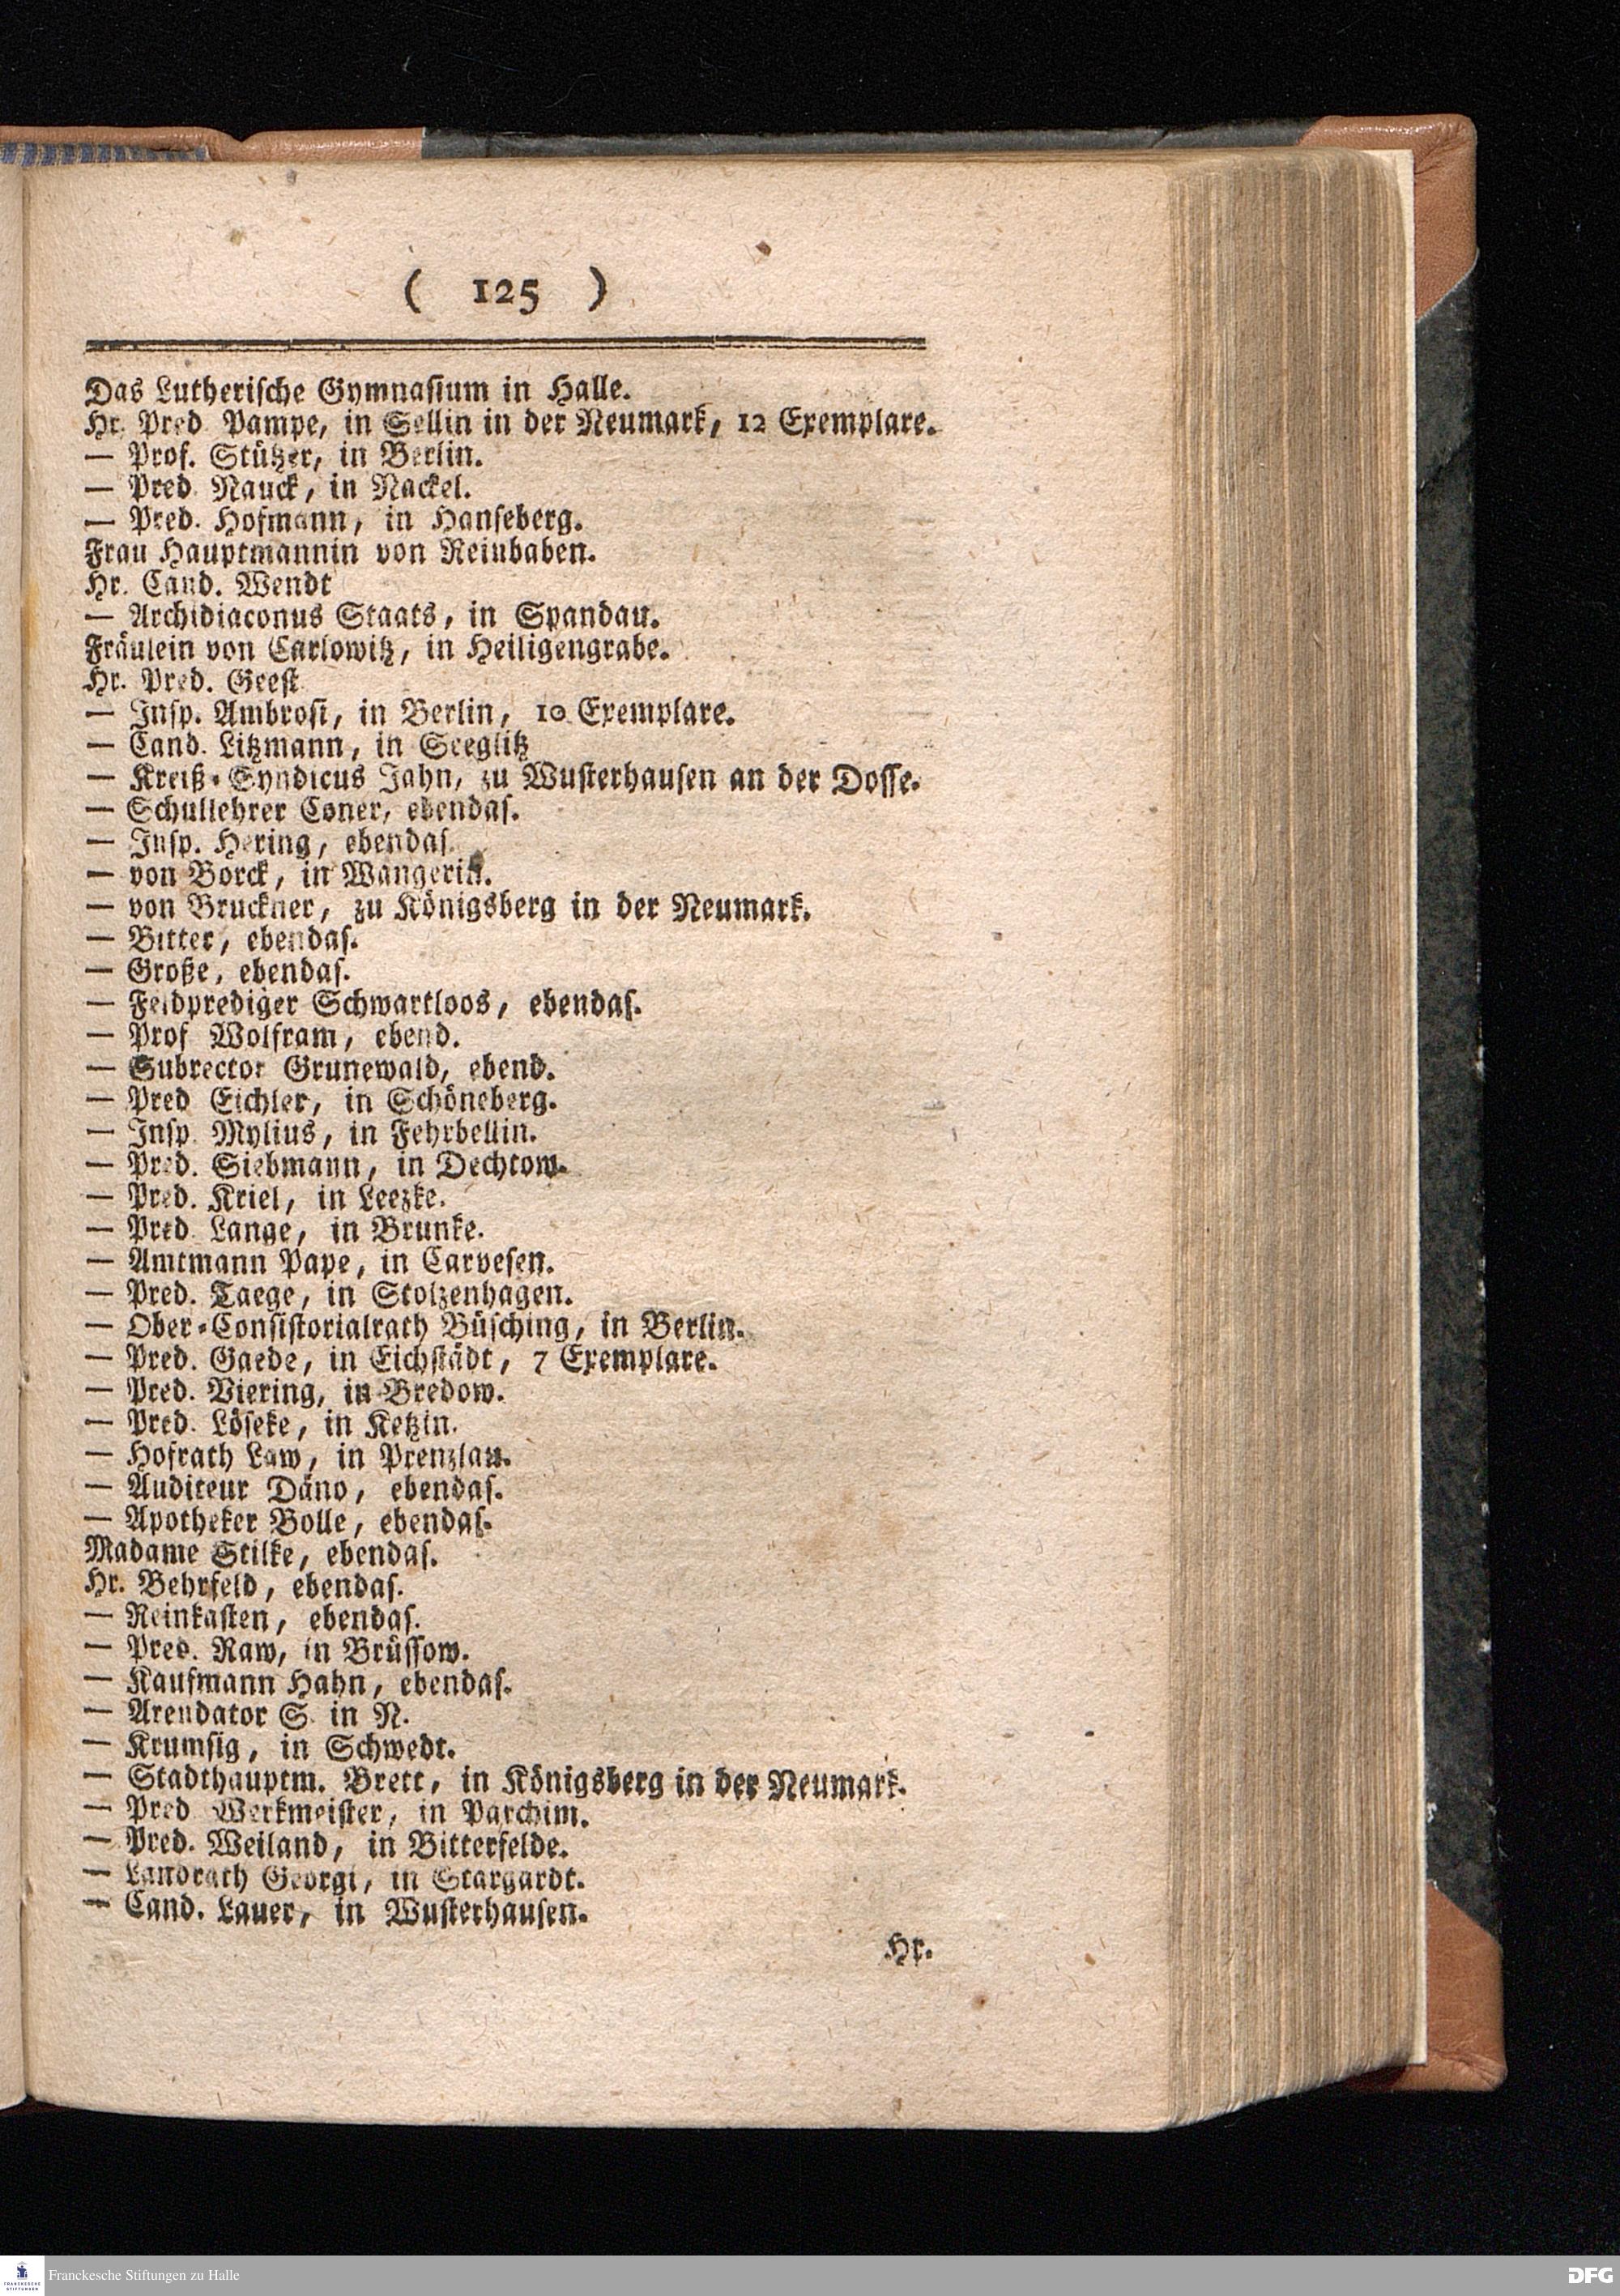 ( 125 )
Das Lutherische Gymnasium in Halle.
Hr. Pred. Pampe, in Sellin in der Neumark, 12 Exemplare.
— Prof. Stützer, in Berlin.
— Pred. Nauck, in Nackel.
— Pred. Hofmann, in Hanseberg.
Frau Hauptmannin von Reinbaben.
Hr. Cand. Wendt
— Archidiaconus Staats, in Spandau.
Fräulein von Carlowitz, in Heiligengrabe.
Hr. Pred. Geest
— Insp. Ambrosi, in Berlin, 10 Exemplare.
— Cand. Litzmann, in Seeglitz
— Kreiß-Syndicus Jahn, zu Wusterhausen an der Dosse.
— Schullehrer Coner, ebendas.
— Insp. Hering, ebendas.
— von Borck, in Wangerin.
— von Bruckner, zu Königsberg in der Neumark.
— Bitter, ebendas.
— Große, ebendas.
— Feldprediger Schwartloos, ebendas.
— Prof Wolfram, ebend.
— Subrector Grunewald, ebend.
— Pred Eichler, in Schöneberg.
— Insp. Mylius, in Fehrbellin.
— Pred. Siebmann, in Dechtow.
— Pred. Kriel, in Leezke.
— Pred. Lange, in Brunke.
— Amtmann Pape, in Carvesen.
— Pred. Taege, in Stolzenhagen.
— Ober-Consistorialrath Büsching, in Berlin.
— Pred. Gaede, in Eichstädt, 7 Exemplare.
— Pred. Viering, in Bredow.
— Pred. Löseke, in Ketzin.
— Hofrath Law, in Prenzlau.
— Auditeur Däno, ebendas.
— Apotheker Bolle, ebendas.
Madame Stilke, ebendas.
Hr. Behrfeld, ebendas.
— Reinkasten, ebendas.
— Pred. Raw, in Brüssow.
— Kaufmann Hahn, ebendas.
— Arendator S. in N.
— Krumsig, in Schwedt.
— Stadthauptm. Brett, in Königsberg in der Neumark.
— Pred Werkmeister, in Parchim.
— Pred. Weiland, in Bitterfelde.
— Landrath Georgi, in Stargardt.
— Cand. Lauer, in Wusterhausen.
Hr.
FRANCKESCHE STIFTUNGEN
Franckesche Stiftungen zu Halle
DFG